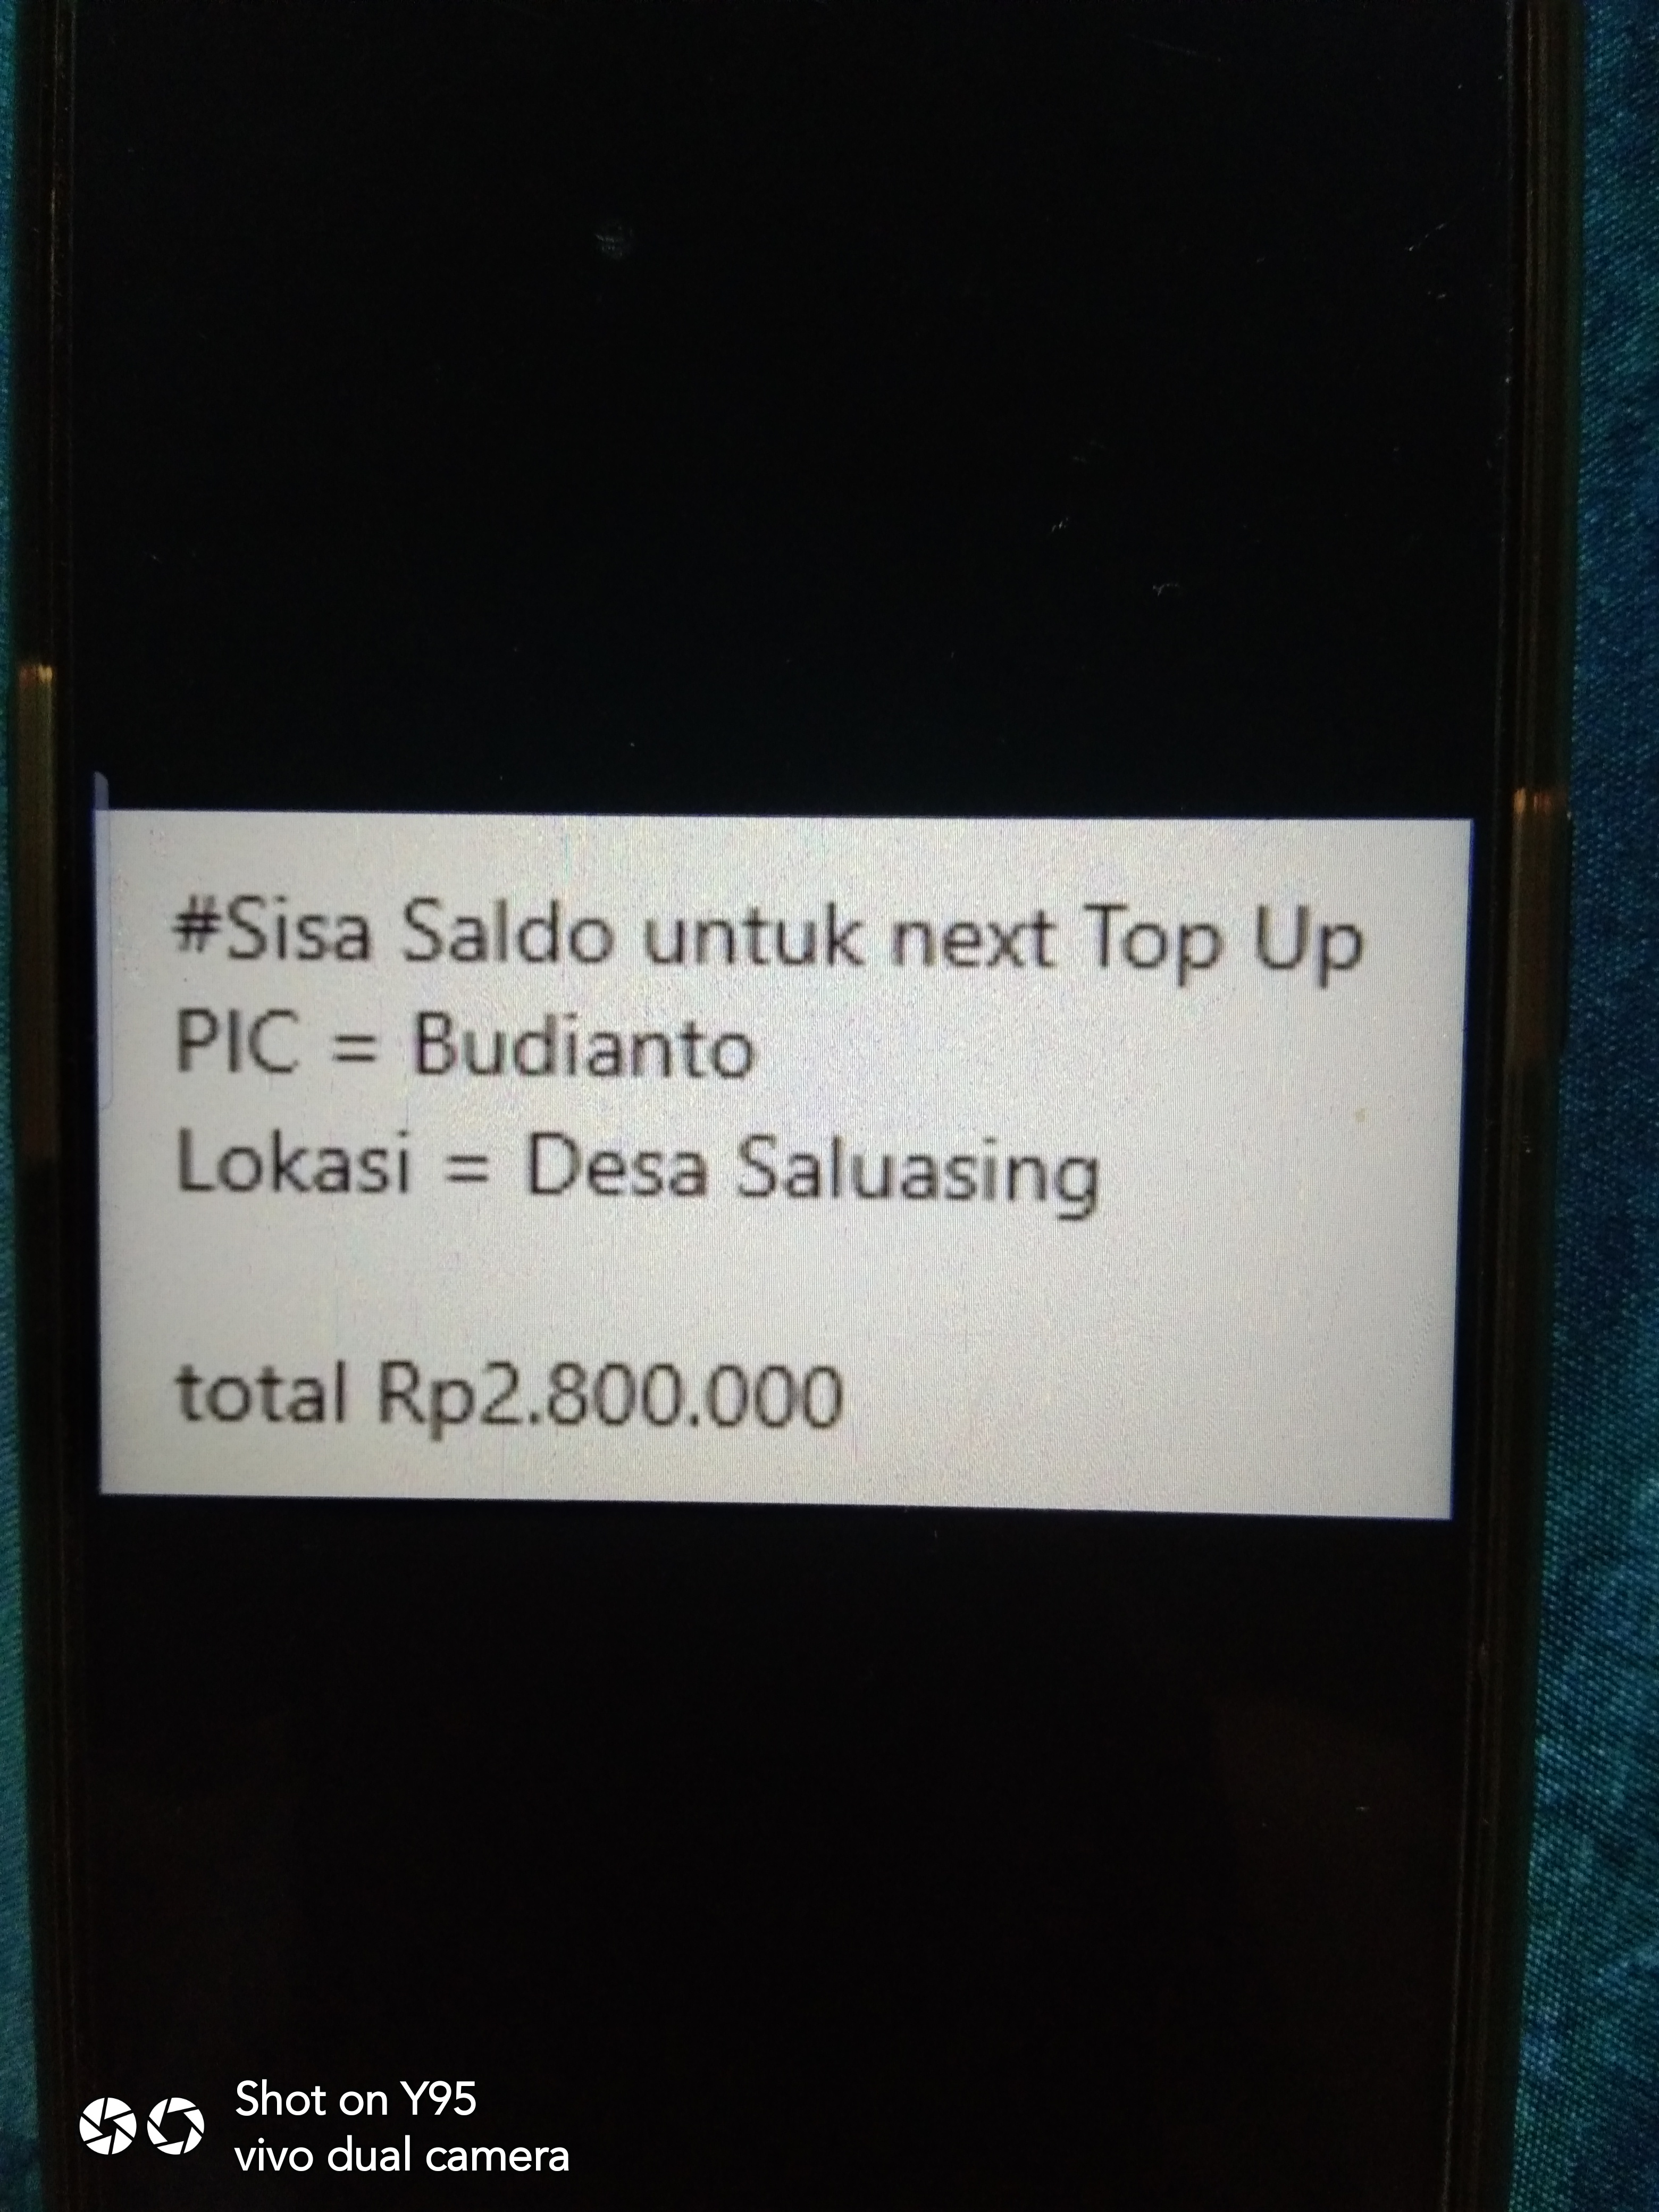 #Sisa Saldo untuk next Top Up
PIC = Budianto
Lokasi = Desa Saluasing
total Rp2.800.000
Shot on Y95
vivo dual camera